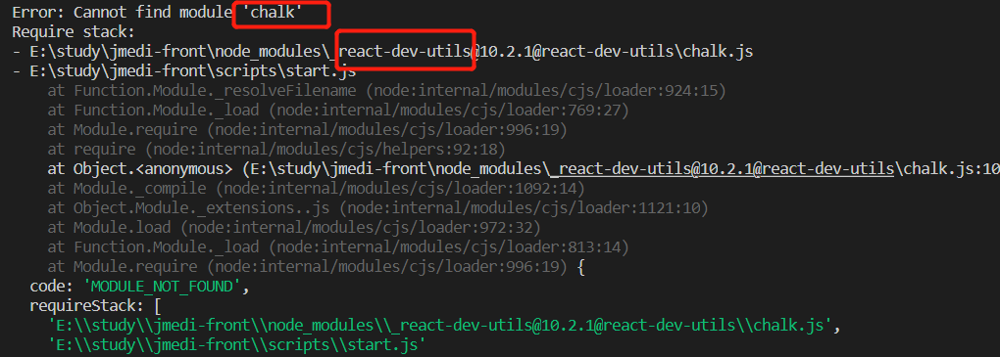 Error: Cannot find module 'chalk'
Require stack:
- E:\study\jmedi-front\node_modules\_react-dev-utils@10.2.1@react-dev-utils\chalk.js
- E:\study\jmedi-front\scripts\start.js
    at Function.Module._resolveFilename (node:internal/modules/cjs/loader:924:15)
    at Function.Module._load (node:internal/modules/cjs/loader:769:27)
    at Module.require (node:internal/modules/cjs/loader:996:19)
    at require (node:internal/modules/cjs/helpers:92:18)
    at Object.<anonymous> (E:\study\jmedi-front\node_modules\_react-dev-utils@10.2.1@react-dev-utils\chalk.js:10
    at Module._compile (node:internal/modules/cjs/loader:1092:14)
    at Object.Module._extensions..js (node:internal/modules/cjs/loader:1121:10)
    at Module.load (node:internal/modules/cjs/loader:972:32)
    at Function.Module._load (node:internal/modules/cjs/loader:813:14)
    at Module.require (node:internal/modules/cjs/loader:996:19) {
  code: 'MODULE_NOT_FOUND',
  requireStack: [
    'E:\\study\\jmedi-front\\node_modules\\_react-dev-utils@10.2.1@react-dev-utils\\chalk.js',
    'E:\\study\\jmedi-front\\scripts\\start.js'